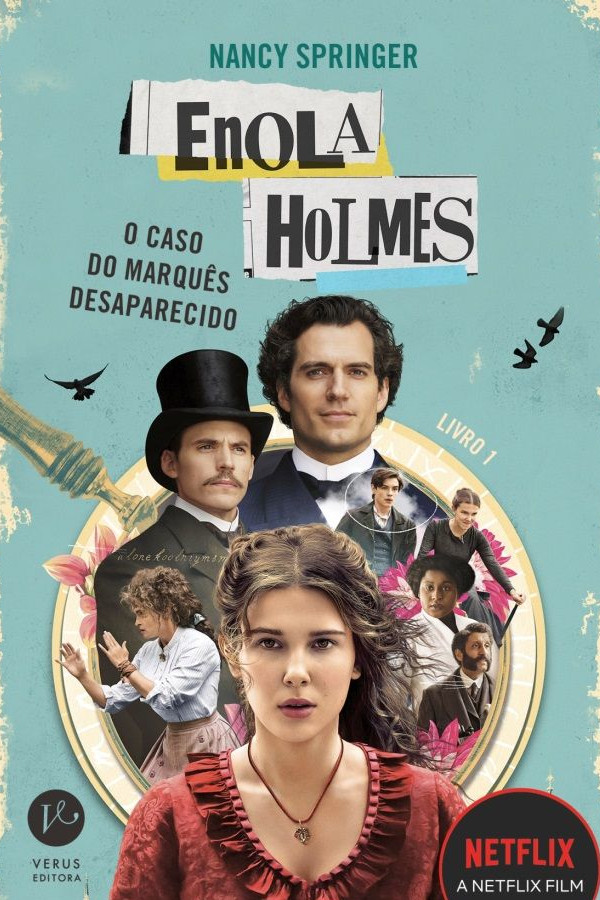 NANCY SPRINGER
EnOLA
HOLMES
O CASO
DO MARQUÊS
DESAPARECIDO
LIVRO 1
VERUS
EDITORA
NETFLIX
A NETFLIX FILM